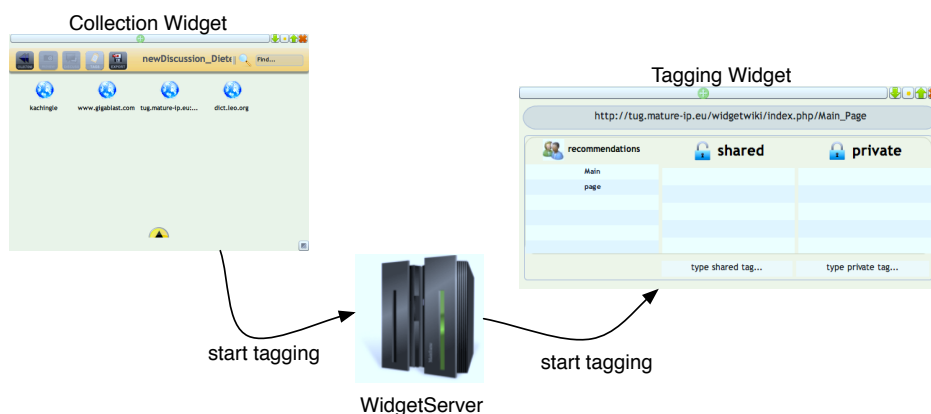 Collection Widget
newDiscussion_Diet
Find...
EXPORT
kachingle
www.gigablast.com
tug.mature-ip.eu:...
dict.leo.org
Tagging Widget
http://tug.mature-ip.eu/widgetwiki/index.php/Main_Page
recommendations
shared
private
Main
page
type shared tag...
type private tag...
start tagging
start tagging
WidgetServer